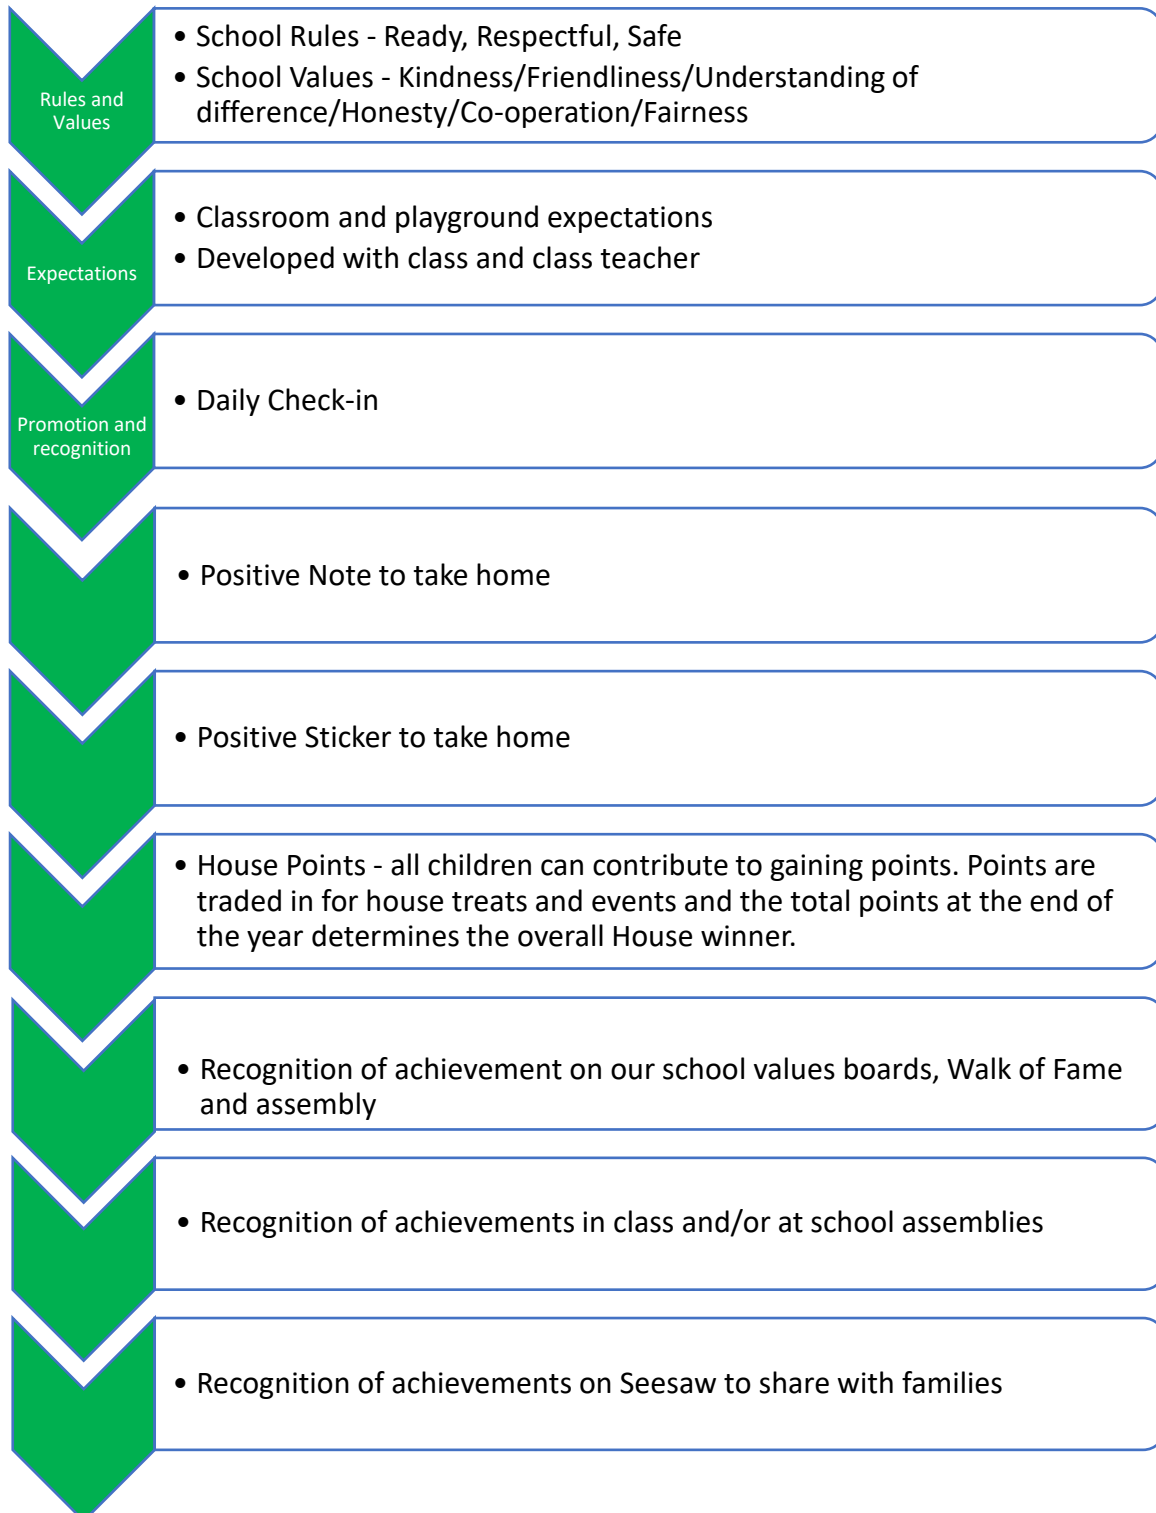 Rules and
Values
• School Rules - Ready, Respectful, Safe
• School Values - Kindness/Friendliness/Understanding of
difference/Honesty/Co-operation/Fairness
Expectations
• Classroom and playground expectations
• Developed with class and class teacher
Promotion and
recognition
• Daily Check-in
• Positive Note to take home
• Positive Sticker to take home
• House Points - all children can contribute to gaining points. Points are
traded in for house treats and events and the total points at the end of
the year determines the overall House winner.
• Recognition of achievement on our school values boards, Walk of Fame
and assembly
• Recognition of achievements in class and/or at school assemblies
• Recognition of achievements on Seesaw to share with families